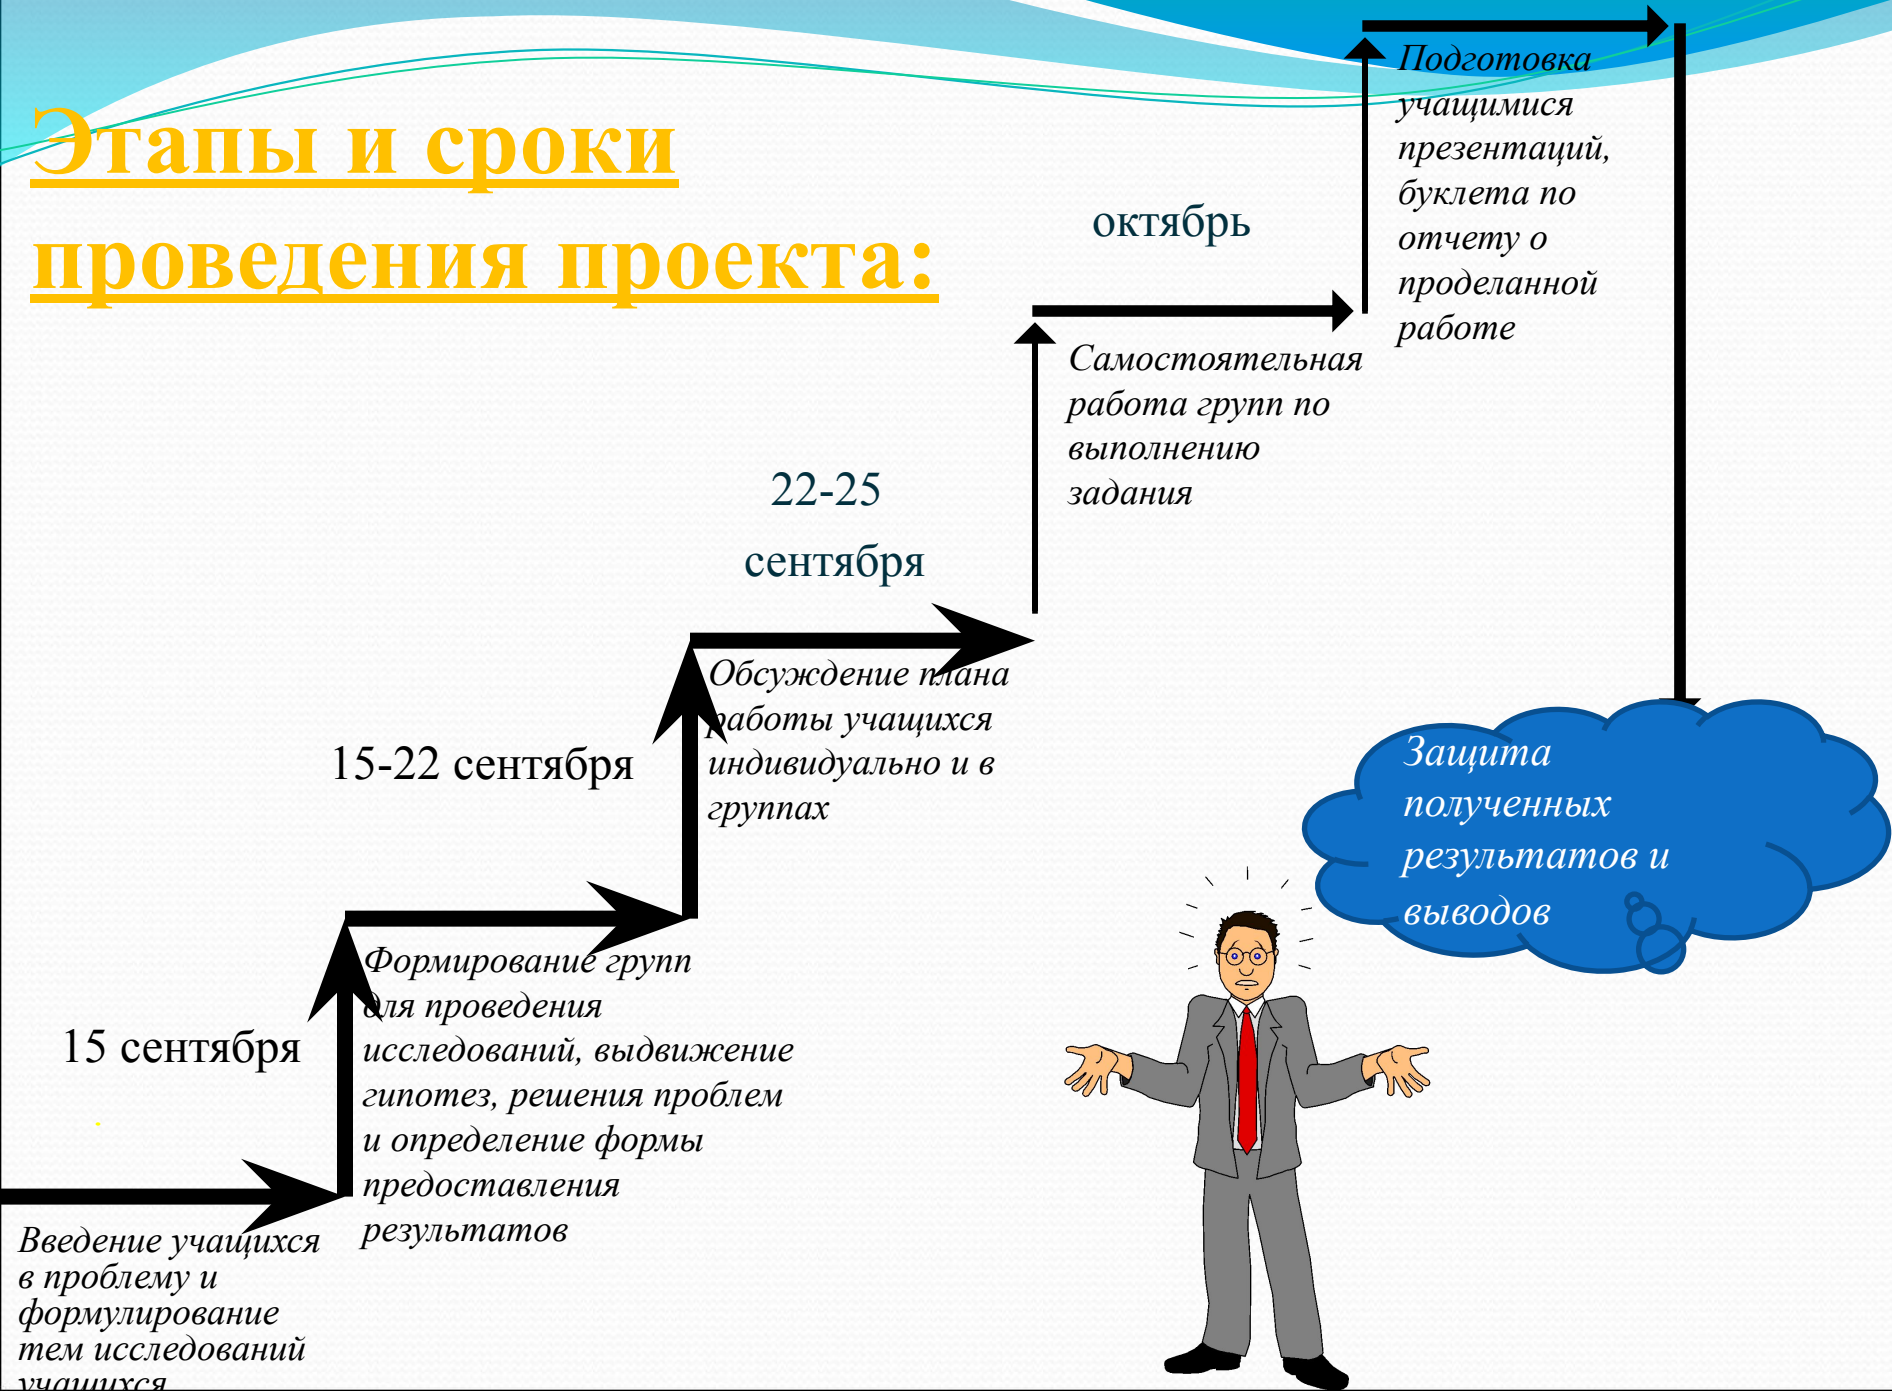 Этапы и сроки
проведения проекта:
15 сентября
Введение учащихся
в проблему и
формулирование
тем исследований
учащихся
15-22 сентября
Формирование групп
для проведения
исследований, выдвижение
гипотез, решения проблем
и определение формы
предоставления
результатов
22-25
сентября
Обсуждение плана
работы учащихся
индивидуально и в
группах
октябрь
Самостоятельная
работа групп по
выполнению
задания
Подготовка
учащимися
презентаций,
буклета по
отчету о
проделанной
работе
Защита
полученных
результатов и
выводов